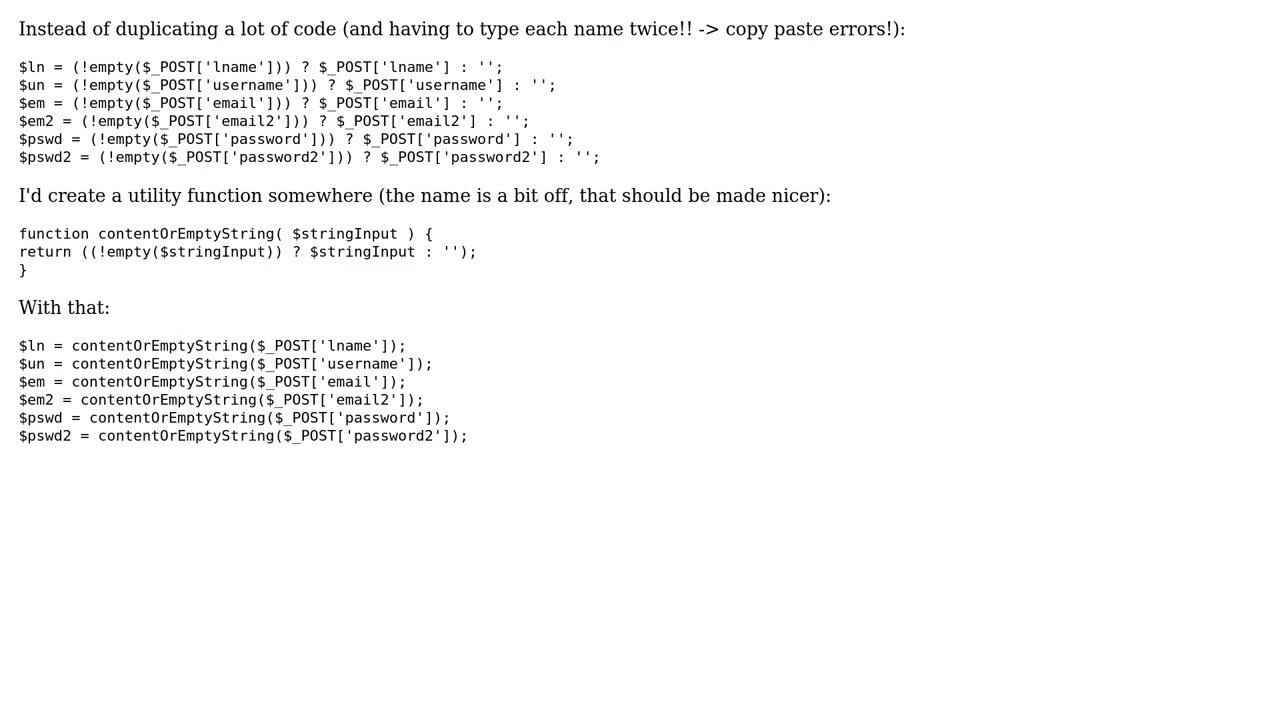 Instead of duplicating a lot of code (and having to type each name twice!! -> copy paste errors!):
$ln = (!empty($_POST['lname'])) ? $_POST['lname'] : '';
$un = (!empty($_POST['username'])) ? $_POST['username'] : '';
$em = (!empty($_POST['email'])) ? $_POST['email'] : '';
$em2 = (!empty($_POST['email2'])) ? $_POST['email2'] : '';
$pswd = (!empty($_POST['password'])) ? $_POST['password'] : '';
$pswd2 = (!empty($_POST['password2'])) ? $_POST['password2'] : '';
I'd create a utility function somewhere (the name is a bit off, that should be made nicer):
function contentOrEmptyString( $stringInput ) {
return ((!empty($stringInput)) ? $stringInput : '');
}
With that:
$ln = contentOrEmptyString($_POST['lname']);
$un = contentOrEmptyString($_POST['username']);
$em = contentOrEmptyString($_POST['email']);
$em2 = contentOrEmptyString($_POST['email2']);
$pswd = contentOrEmptyString($_POST['password']);
$pswd2 = contentOrEmptyString($_POST['password2']);